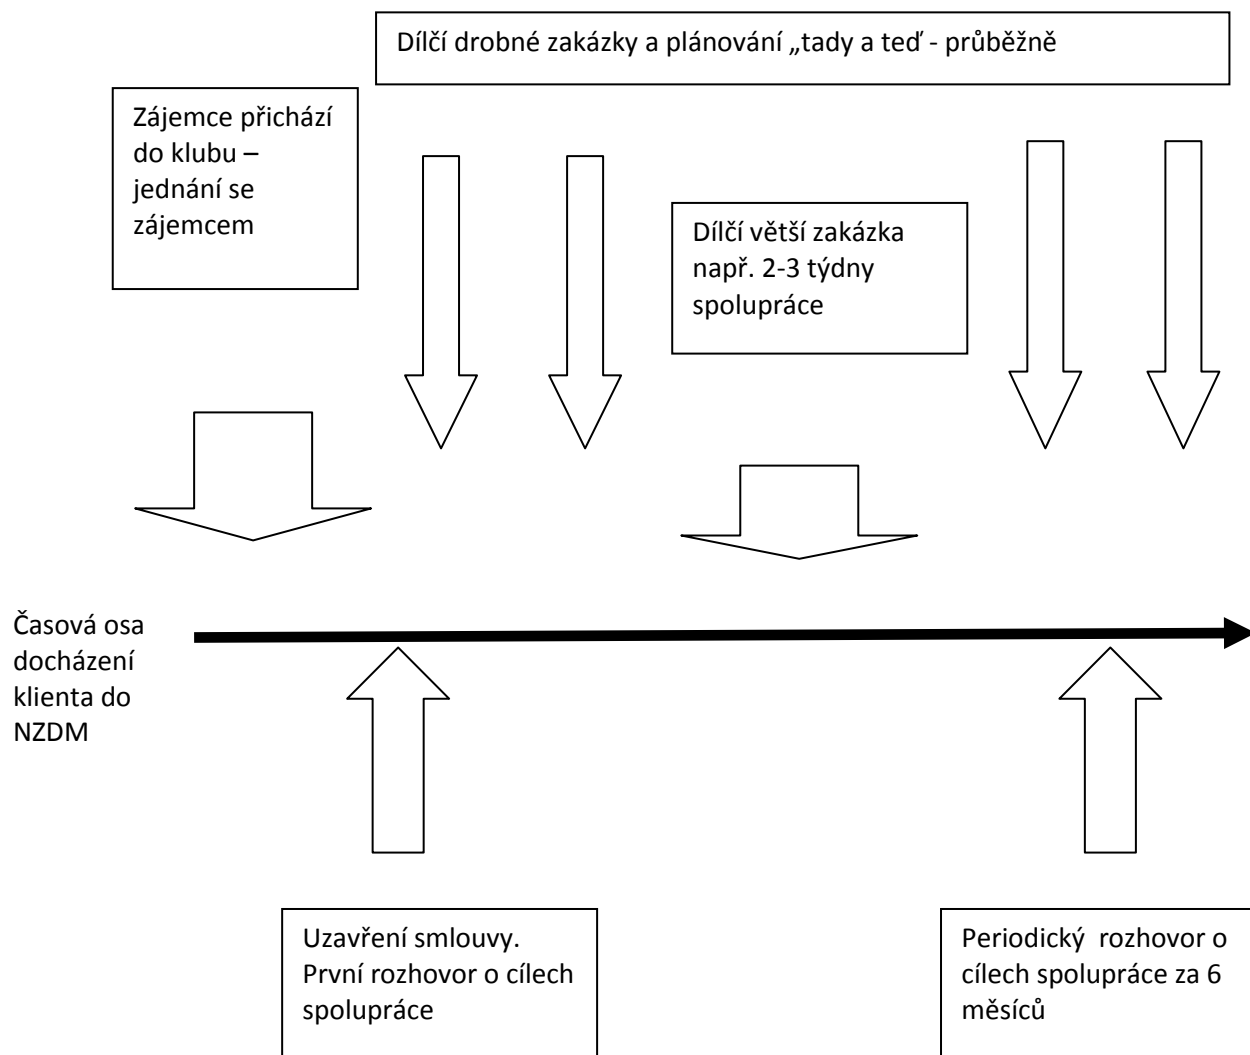 Dílčí drobné zakázky a plánování „tady a teď - průběžně
Zájemce přichází
do klubu –
jednání se
zájemcem
Dílčí větší zakázka
např. 2-3 týdny
spolupráce
Časová osa
docházení
klienta do
NZDM
Uzavření smlouvy.
První rozhovor o cílech
spolupráce
Periodický  rozhovor o
cílech spolupráce za 6
měsíců